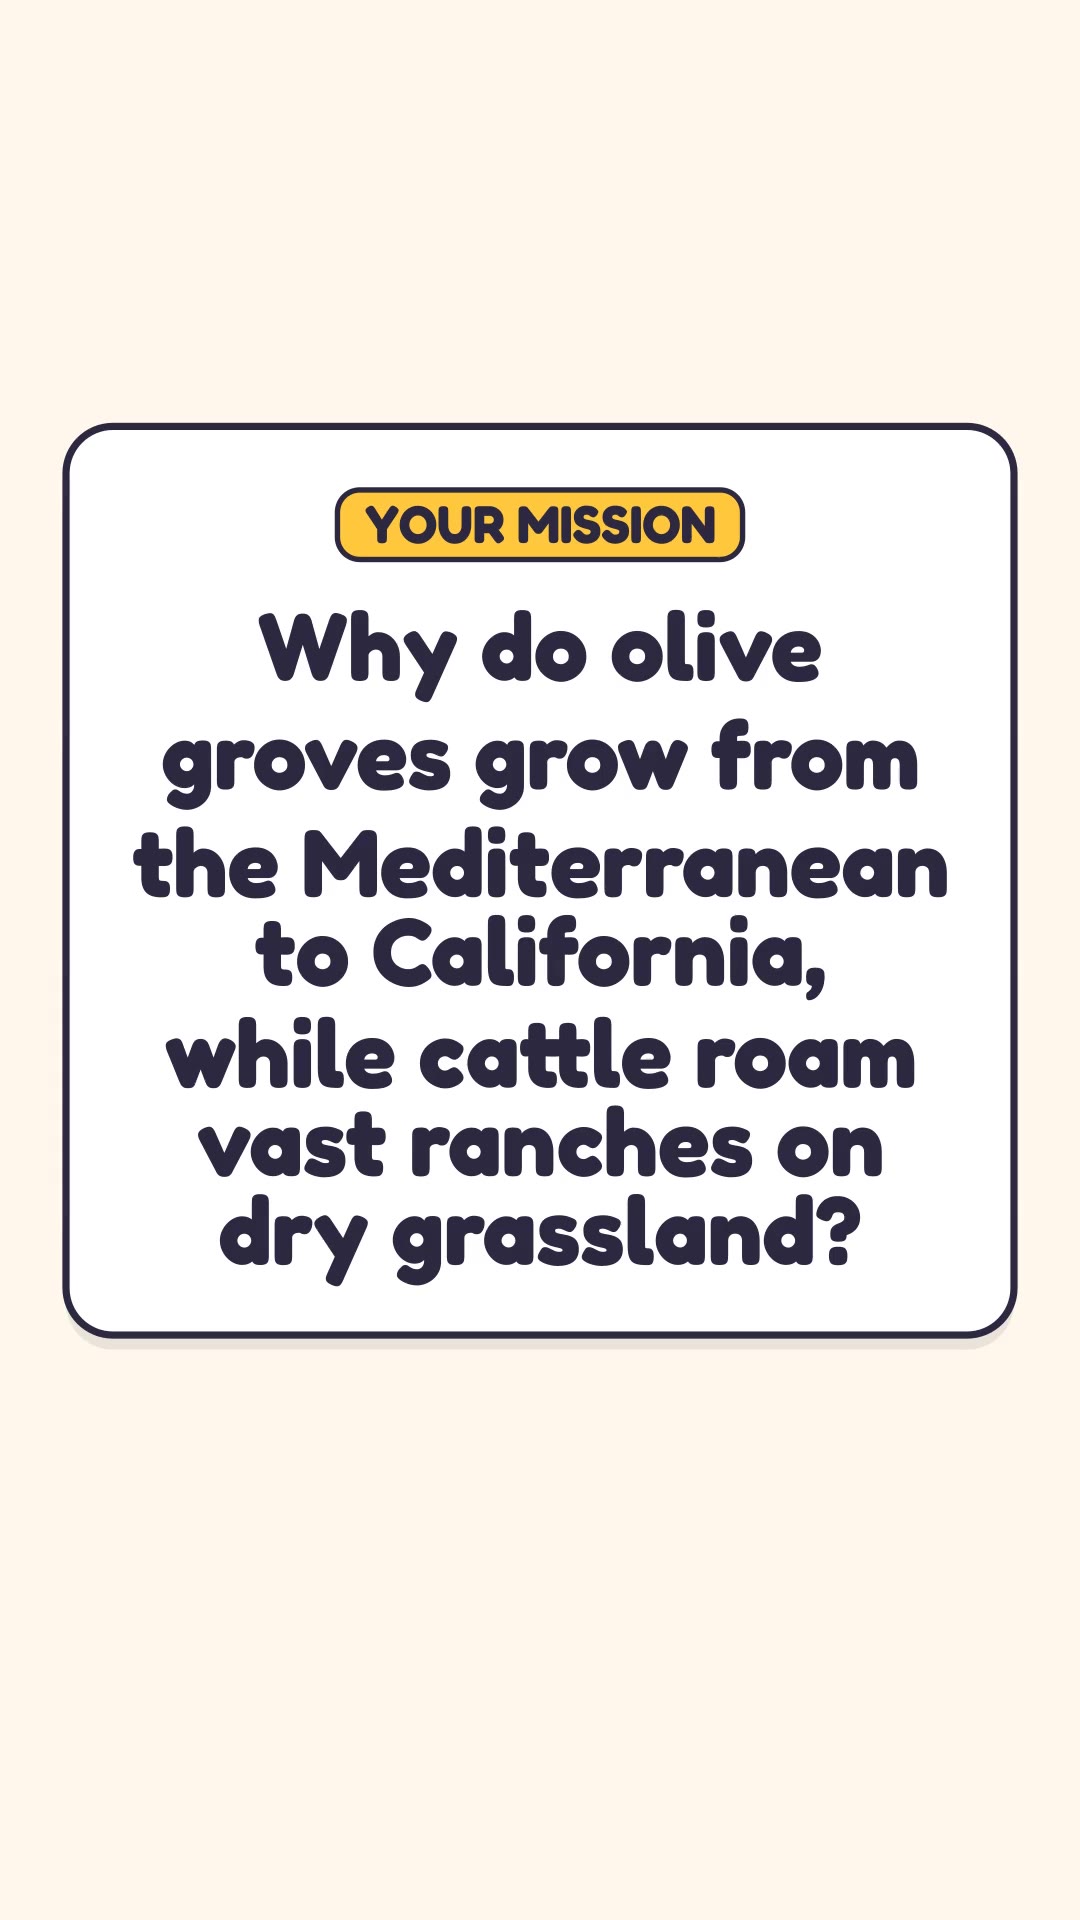 YOUR MISSION
Why do olive
groves grow from
the Mediterranean
to California,
while cattle roam
vast ranches on
dry grassland?